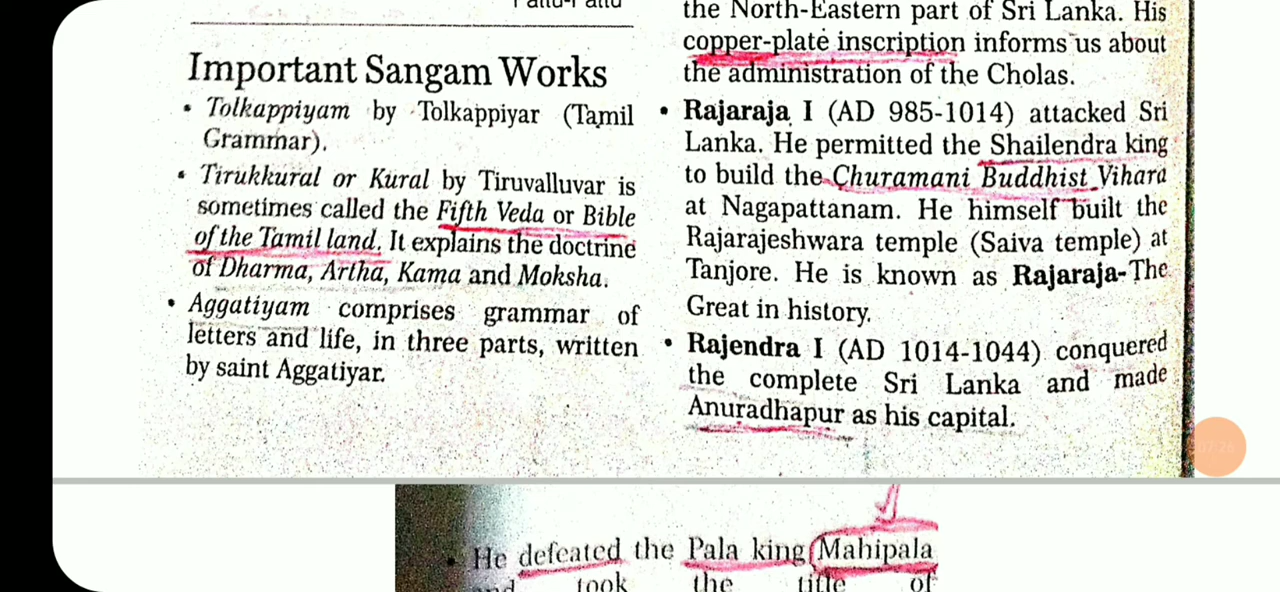 Important Sangam Works
• Tolkappiyam by Tolkappiyar (Tamil
Grammar).
• Tirukkural or Kural by Tiruvalluvar is
sometimes called the Fifth Veda or Bible
of the Tamil land. It explains the doctrine
of Dharma, Artha, Kama and Moksha.
• Aggatiyam comprises grammar of
letters and life, in three parts, written
by saint Aggatiyar.
the North-Eastern part of Sri Lanka. His
copper-plate inscription informs us about
the administration of the Cholas.
• Rajaraja I (AD 985-1014) attacked Sri
Lanka. He permitted the Shailendra king
to build the Churamani Buddhist Vihara
at Nagapattanam. He himself built the
Rajarajeshwara temple (Saiva temple) at
Tanjore. He is known as Rajaraja-The
Great in history.
• Rajendra I (AD 1014-1044) conquered
the complete Sri Lanka and made
Anuradhapur as his capital.
07:26
• He defeated the Pala king Mahipala
and took the title of